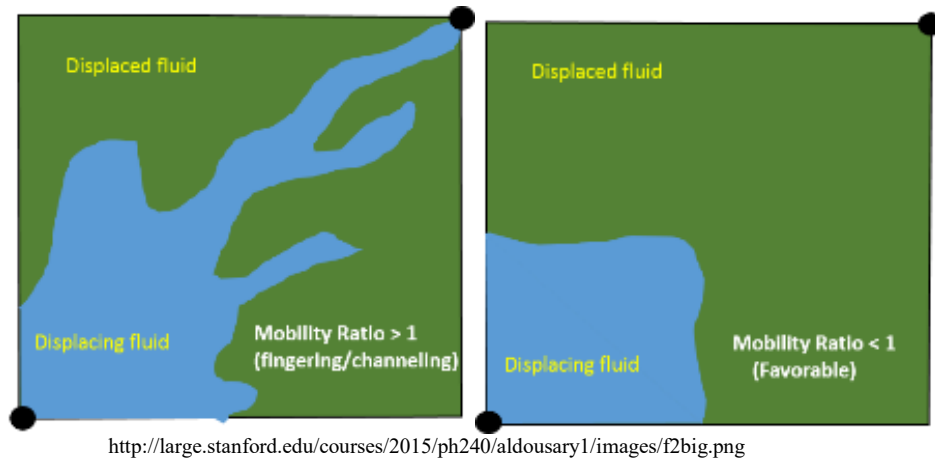 Displaced fluid
Displacing fluid
Mobility Ratio > 1
(fingering/channeling)
Displaced fluid
Displacing fluid
Mobility Ratio < 1
(Favorable)
http://large.stanford.edu/courses/2015/ph240/aldousary1/images/f2big.png